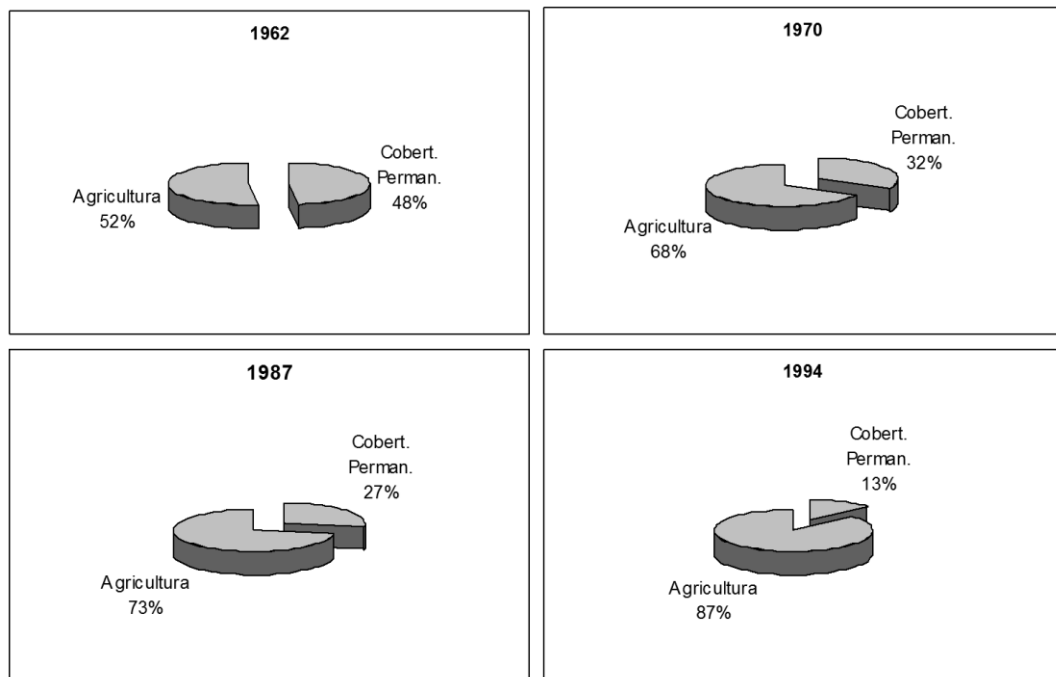 1962
Cobert.
Perman.
48%
Agricultura
52%
1970
Cobert.
Perman.
32%
Agricultura
68%
1987
Cobert.
Perman.
27%
Agricultura
73%
1994
Cobert.
Perman.
13%
Agricultura
87%